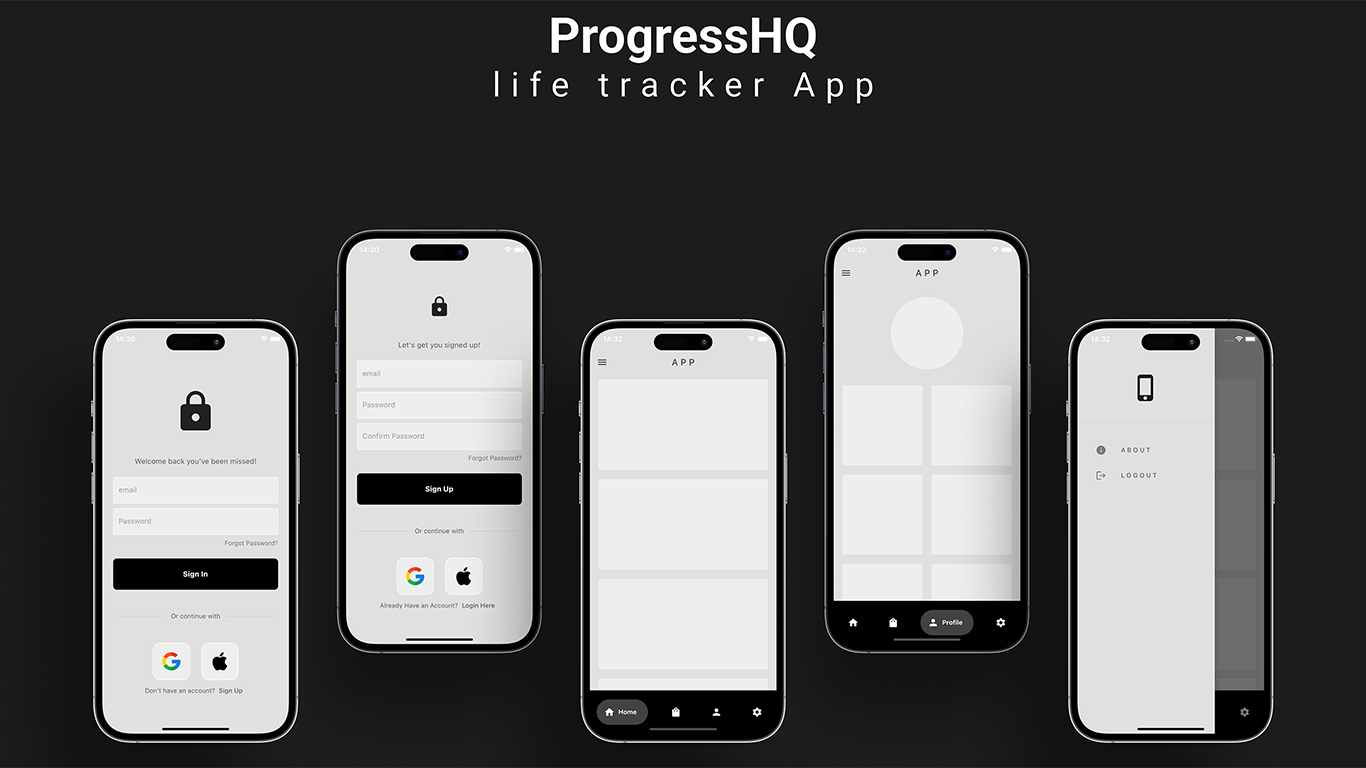 ProgressHQ
life tracker App
14:30
Welcome back you've been missed!
email
Password
Forgot Password?
Sign In
Or continue with
Don't have an account? Sign Up
14:30
Let's get you signed up!
email
Password
Confirm Password
Forgot Password?
Sign Up
Or continue with
Already Have an Account? Login Here
14:32
APP
Home
14:32
APP
Profile
14:32
ABOUT
LOGOUT